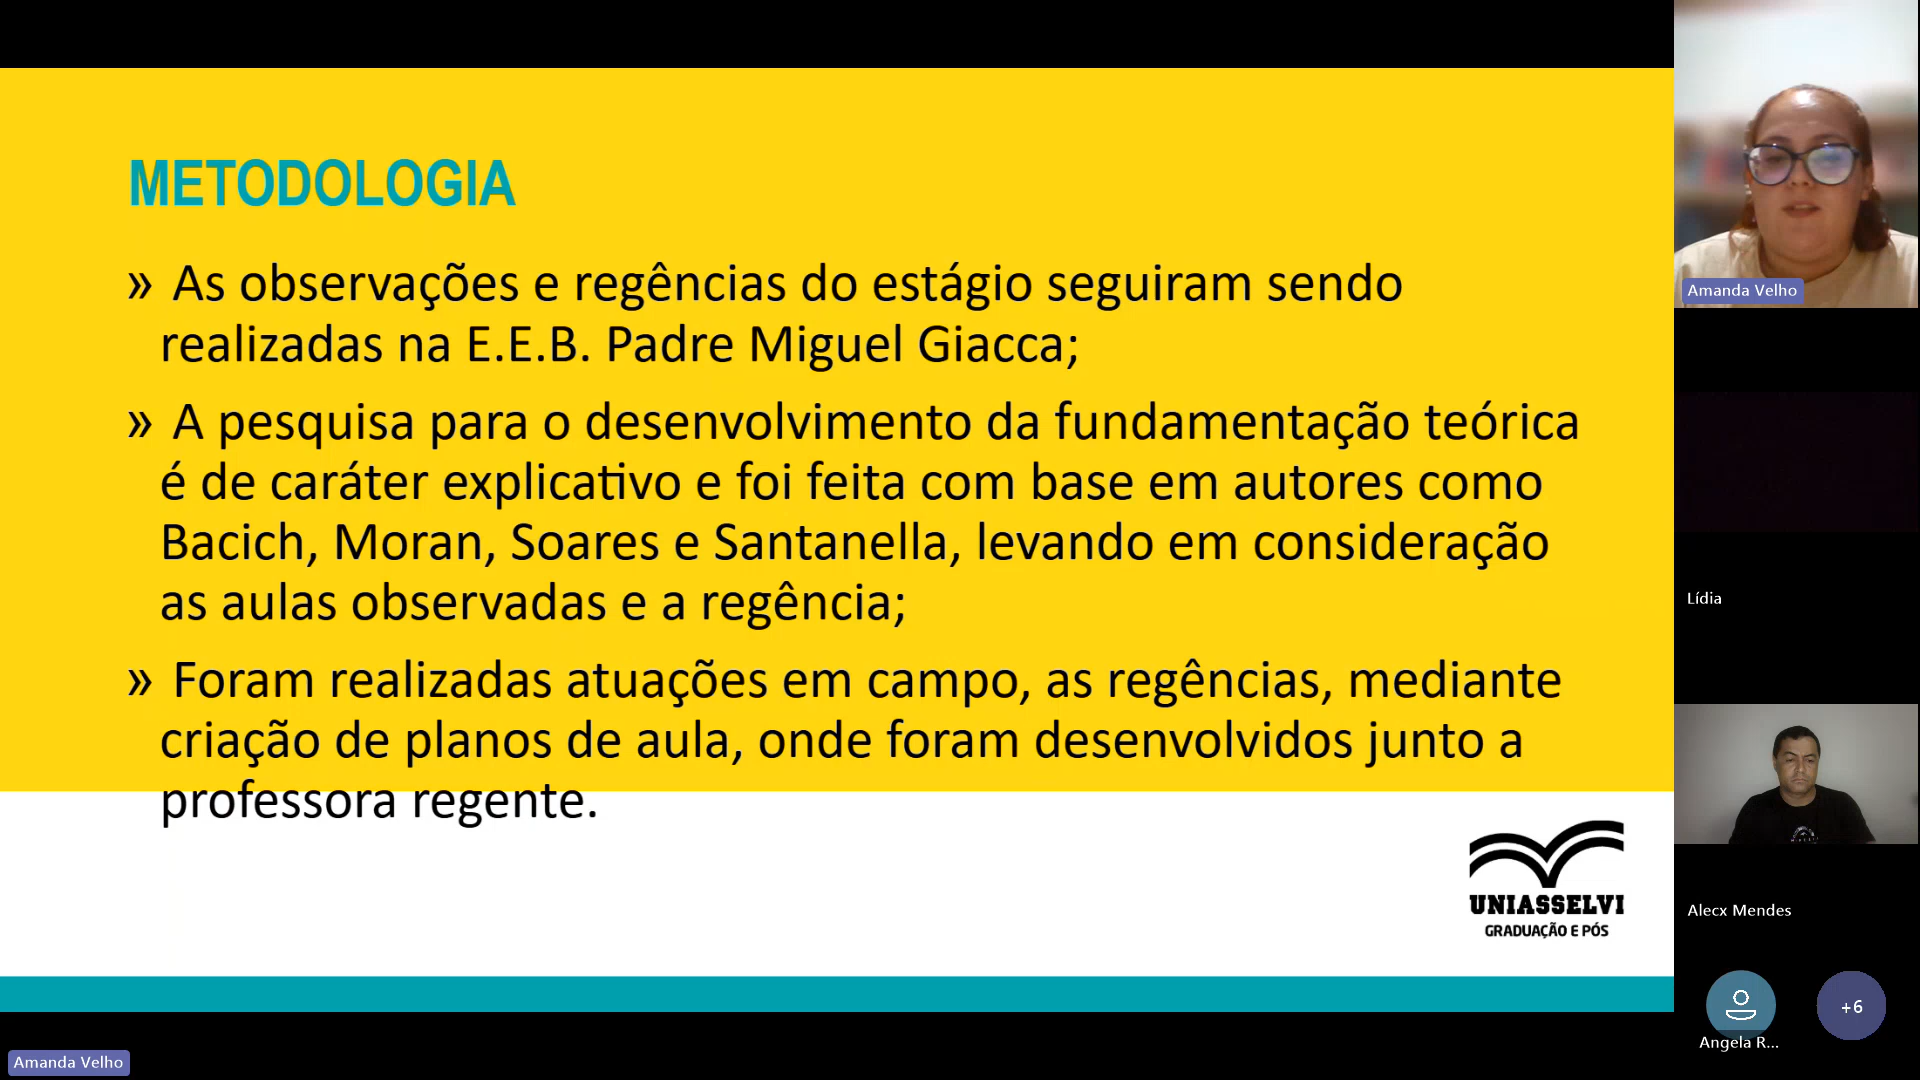 METODOLOGIA
» As observações e regências do estágio seguiram sendo
realizadas na E.E.B. Padre Miguel Giacca;
» A pesquisa para o desenvolvimento da fundamentação teórica
é de caráter explicativo e foi feita com base em autores como
Bacich, Moran, Soares e Santanella, levando em consideração
as aulas observadas e a regência;
» Foram realizadas atuações em campo, as regências, mediante
criação de planos de aula, onde foram desenvolvidos junto a
professora regente.
UNIASSELVI
GRADUAÇÃO E PÓS
Amanda Velho
Amanda Velho
Lídia
Alecx Mendes
+6
Angela R...